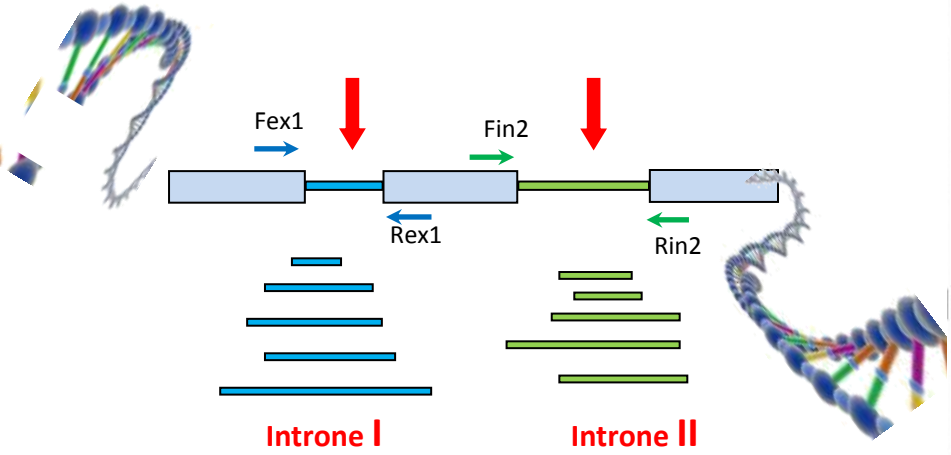 Fex1
Fin2
Rex1
Rin2
Introne I
Introne II